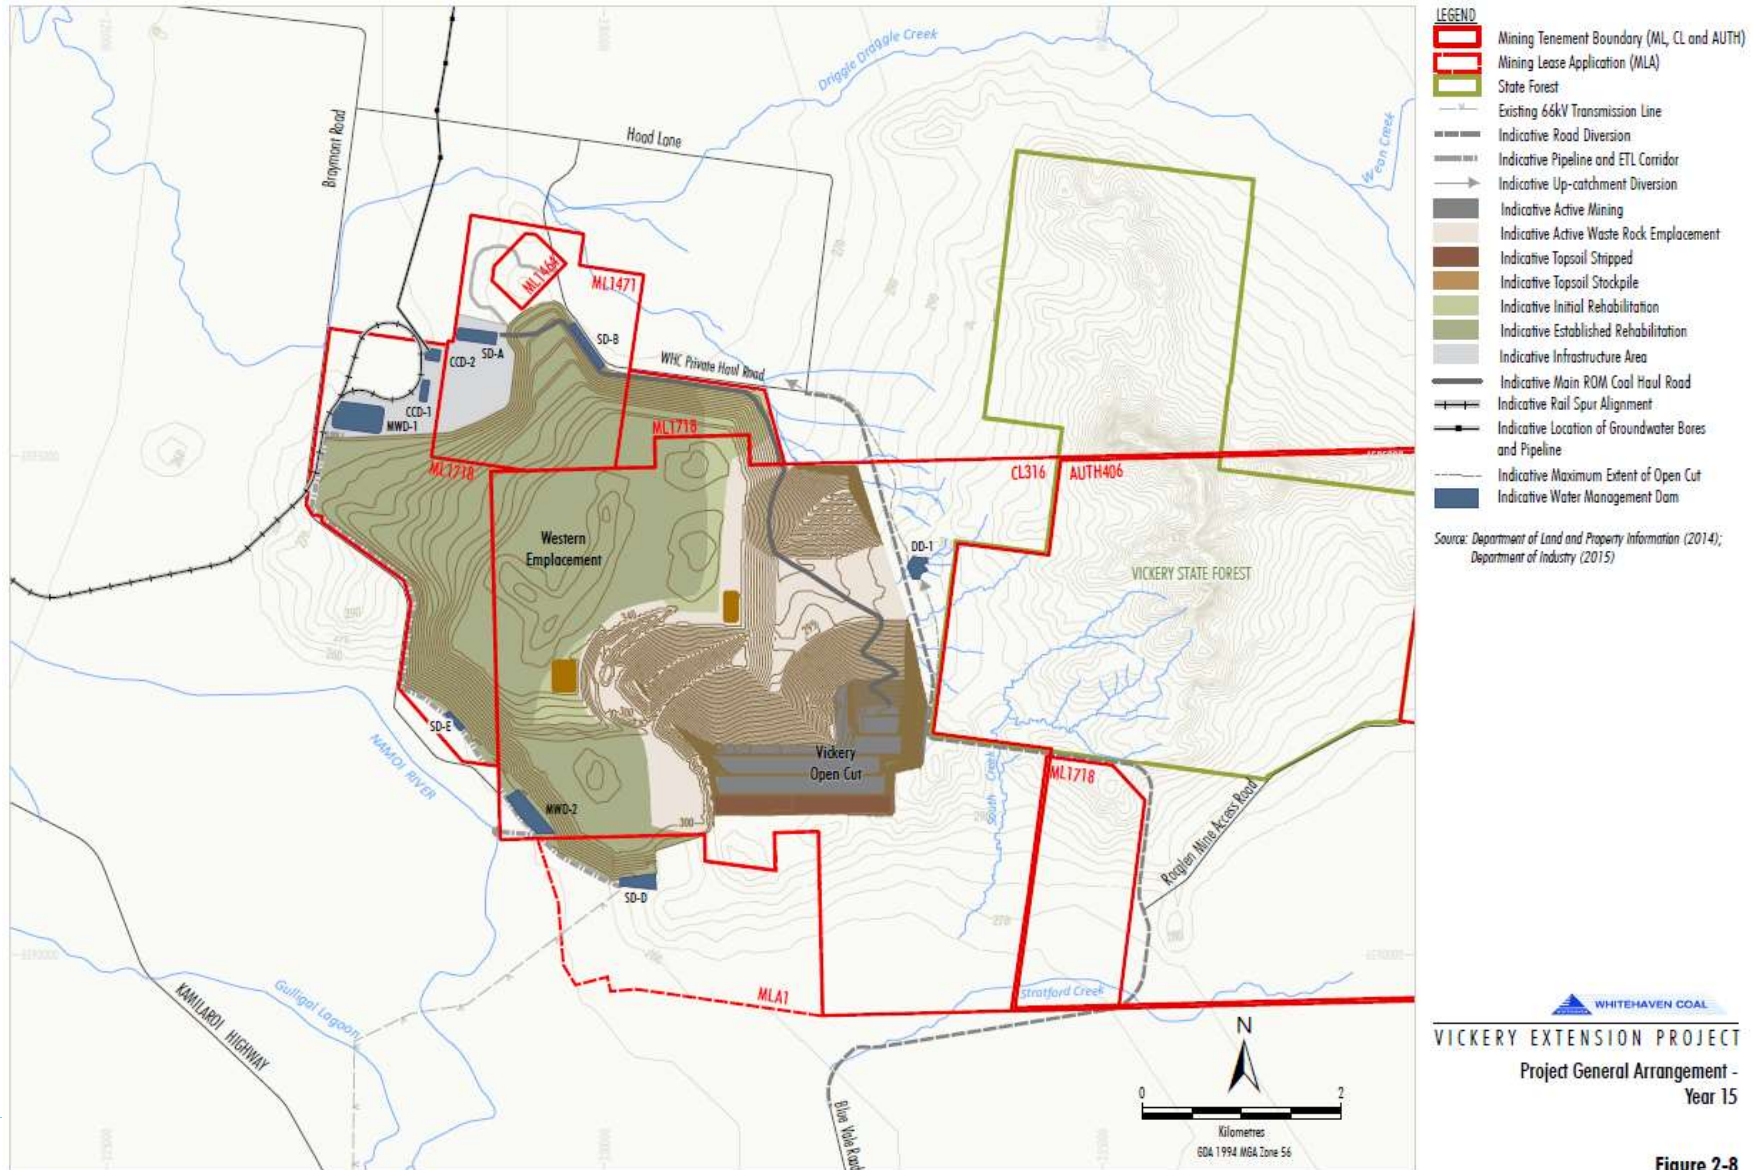 Driggle Draggle Creek
Wean Creek
Braymont Road
Hoad Lane
ML1464
ML1471
SD-B
SD-A
CCD-2
WHC Private Haul Road
CCD-1
MWD-1
ML1718
ML1718
CL316
AUTH406
270
Western
Emplacement
DD-1
VICKERY STATE FOREST
340
299
300
SD-E
NAMOI RIVER
Vickery
Open Cut
South Creek
ML1718
MWD-2
300
Rocglen Mine Access Road
SD-D
270
280
MLA1
Stratford Creek
Gulligal Lagoon
KAMILAROI HIGHWAY
Blue Vale Road
N
0 2
Kilometres
GDA 1994 MGA Zone 56
LEGEND
Mining Tenement Boundary (ML, CL and AUTH)
Mining Lease Application (MLA)
State Forest
Existing 66kV Transmission Line
Indicative Road Diversion
Indicative Pipeline and ETL Corridor
Indicative Up-catchment Diversion
Indicative Active Mining
Indicative Active Waste Rock Emplacement
Indicative Topsoil Stripped
Indicative Topsoil Stockpile
Indicative Initial Rehabilitation
Indicative Established Rehabilitation
Indicative Infrastructure Area
Indicative Main ROM Coal Haul Road
Indicative Rail Spur Alignment
Indicative Location of Groundwater Bores
and Pipeline
Indicative Maximum Extent of Open Cut
Indicative Water Management Dam
Source: Department of Land and Property Information (2014);
Department of Industry (2015)
WHITEHAVEN COAL
VICKERY EXTENSION PROJECT
Project General Arrangement -
Year 15
Figure 2-8